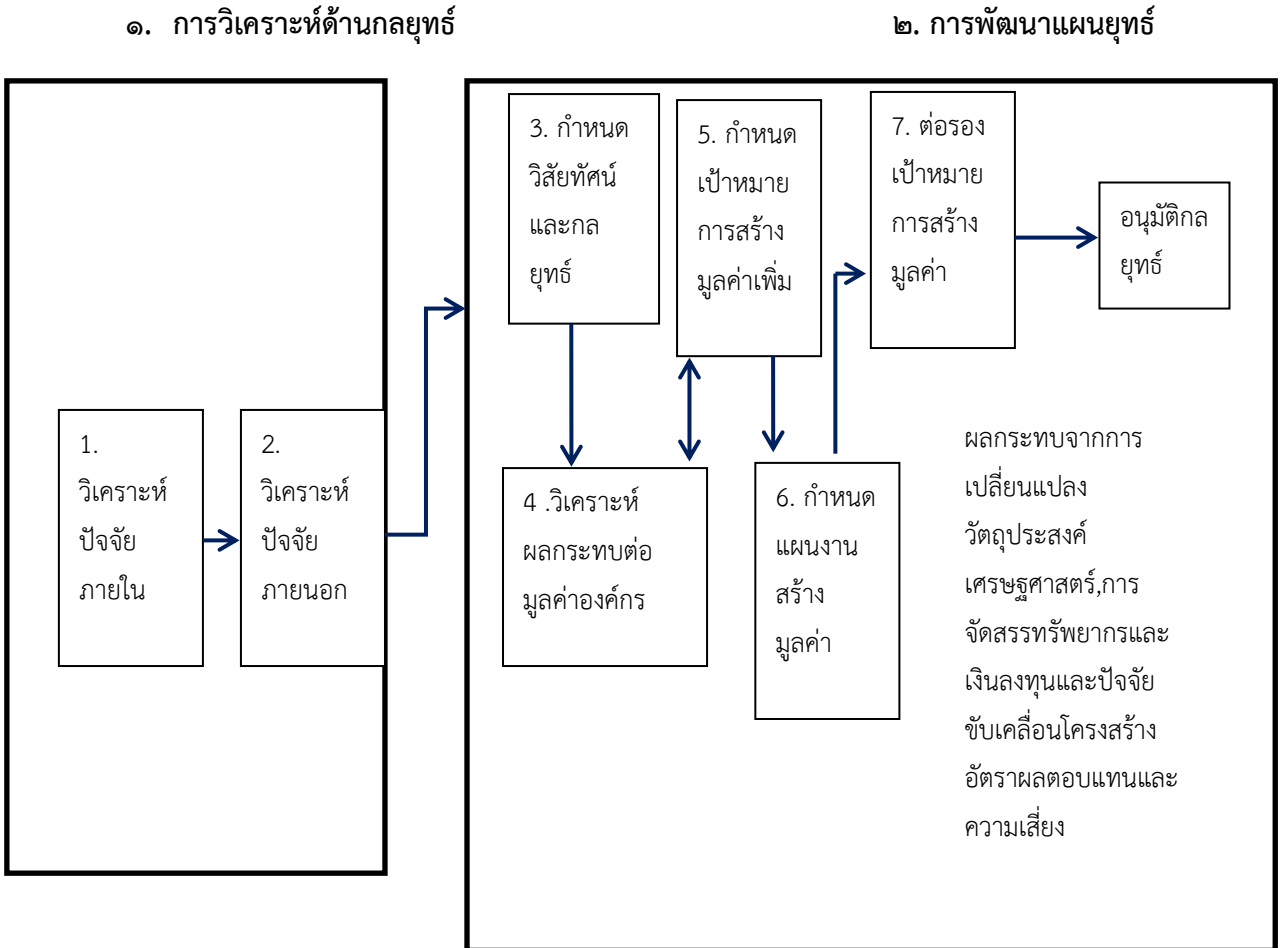 ๑. การวิเคราะห์ด้านกลยุทธ์
๒. การพัฒนาแผนยุทธ์
1.
วิเคราะห์
ปัจจัย
ภายใน
2.
วิเคราะห์
ปัจจัย
ภายนอก
3. กำหนด
วิสัยทัศน์
และกล
ยุทธ์
4 .วิเคราะห์
ผลกระทบต่อ
มูลค่าองค์กร
5. กำหนด
เป้าหมาย
การสร้าง
มูลค่าเพิ่ม
6. กำหนด
แผนงาน
สร้าง
มูลค่า
7. ต่อรอง
เป้าหมาย
การสร้าง
มูลค่า
อนุมัติกล
ยุทธ์
ผลกระทบจากการ
เปลี่ยนแปลง
วัตถุประสงค์
เศรษฐศาสตร์,การ
จัดสรรทรัพยากรและ
เงินลงทุนและปัจจัย
ขับเคลื่อนโครงสร้าง
อัตราผลตอบแทนและ
ความเสี่ยง